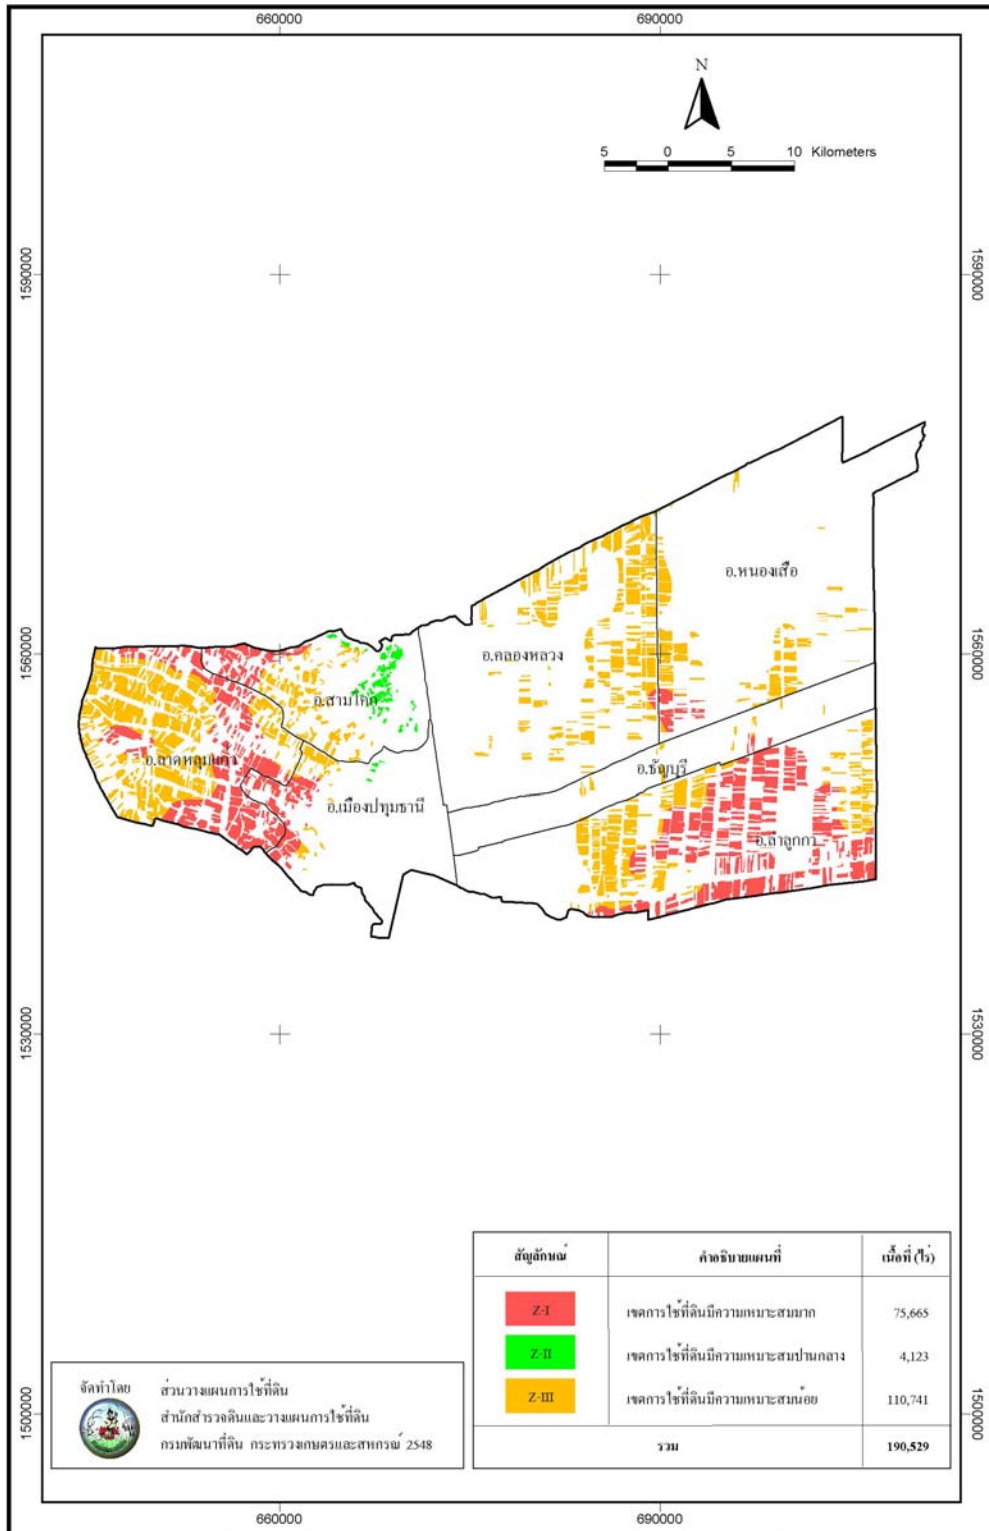 660000 690000
N
5 0 5 10 Kilometers
1590000 1590000
อ.หนองเสือ
1560000 1560000
อ.คลองหลวง
อ.สามโคก
อ.ลาดหลุมแก้ว
อ.ธัญบุรี
อ.เมืองปทุมธานี
อ.ลำลูกกา
1530000 1530000
สัญลักษณ์ คำอธิบายแผนที่ เนื้อที่ (ไร่)
Z-I เขตการใช้ที่ดินมีความเหมาะสมมาก 75,665
Z-II เขตการใช้ที่ดินมีความเหมาะสมปานกลาง 4,123
Z-III เขตการใช้ที่ดินมีความเหมาะสมน้อย 110,741
รวม 190,529
จัดทำโดย ส่วนวางแผนการใช้ที่ดิน
สำนักสำรวจดินและวางแผนการใช้ที่ดิน
กรมพัฒนาที่ดิน กระทรวงเกษตรและสหกรณ์ 2548
1500000 1500000
660000 690000